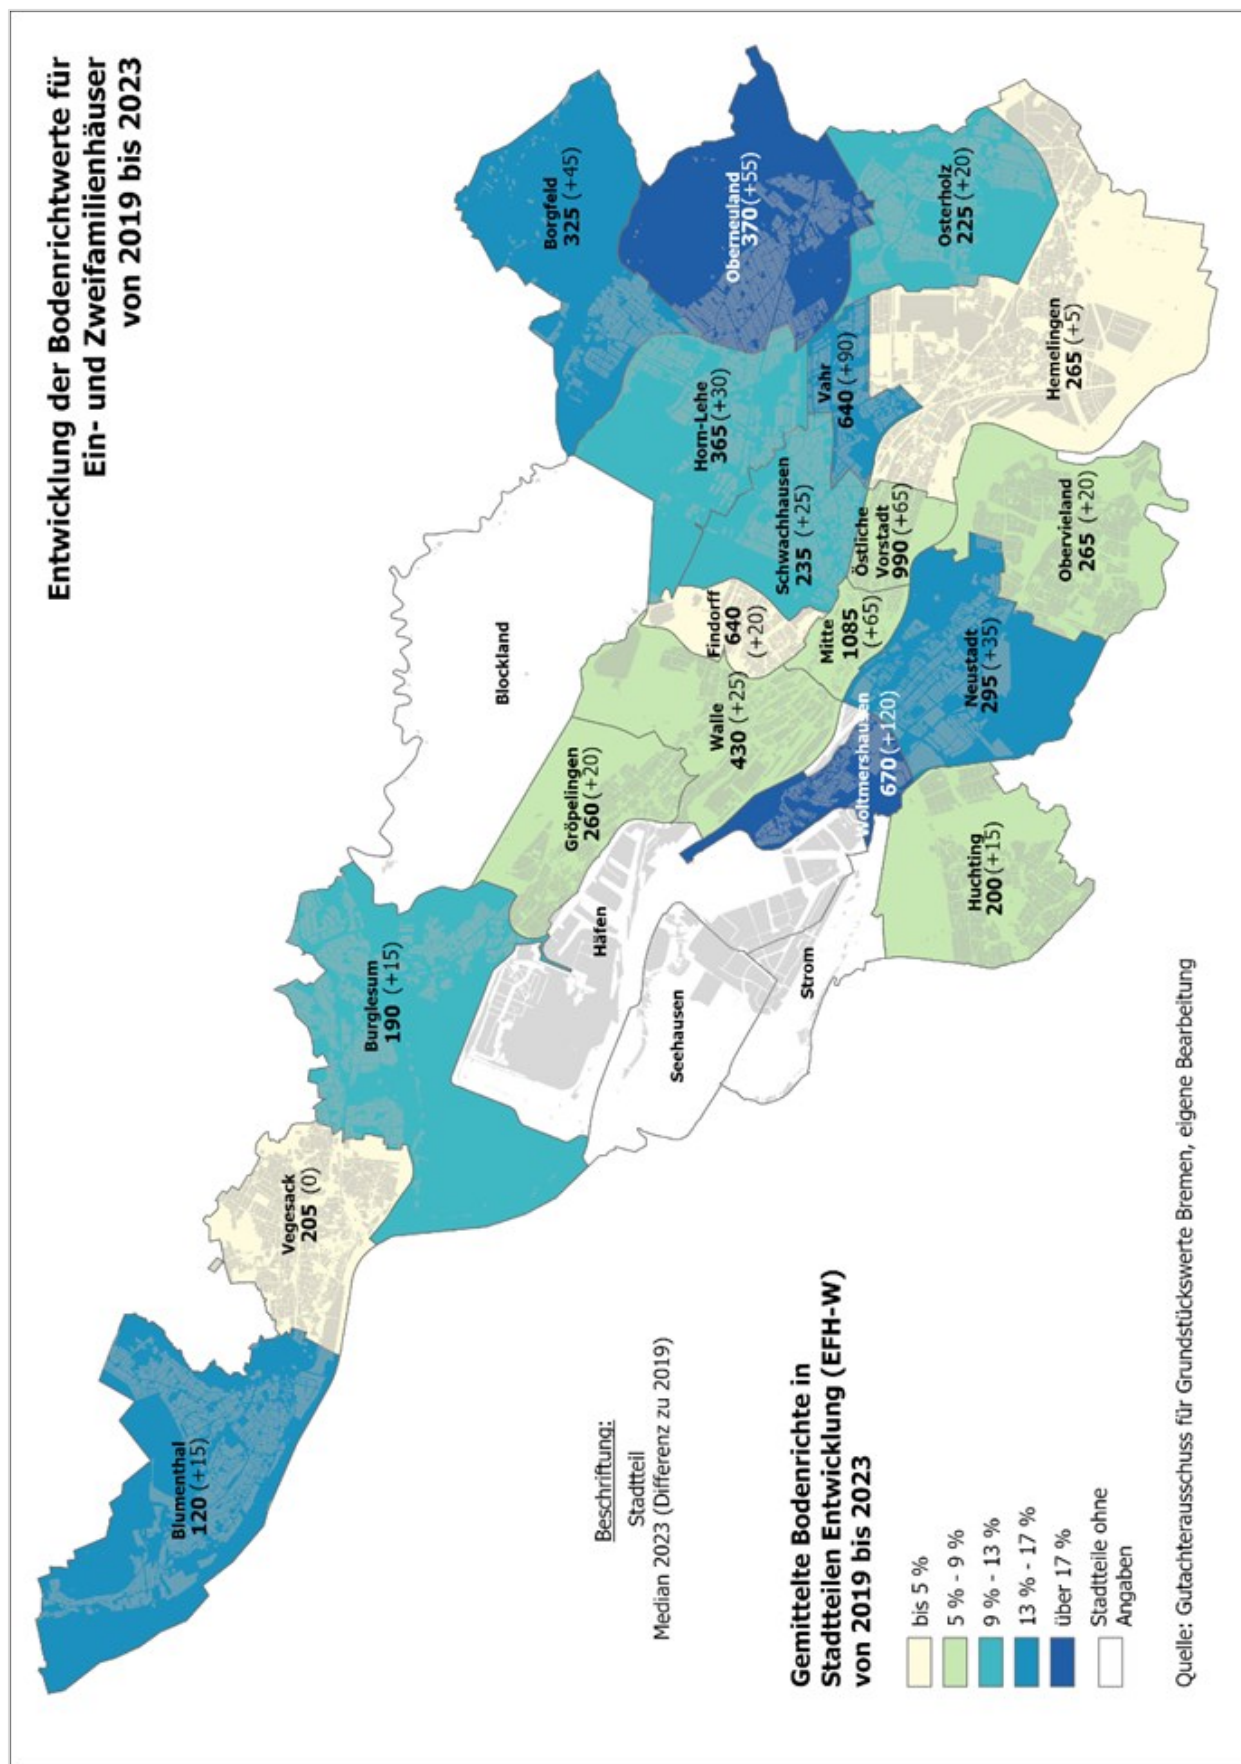 Entwicklung der Bodenrichtwerte für
Ein- und Zweifamilienhäuser
von 2019 bis 2023
Blumenthal
120 (+15)
Vegesack
205 (0)
Burglesum
190 (+15)
Blockland
Gröpelingen
260 (+20)
Häfen
Seehausen
Strom
Walle
430 (+25)
Findorff
640
(+20)
Woltmershausen
670 (+120)
Huchting
200 (+15)
Mitte
1085
(+65)
Neustadt
295 (+35)
Schwachhausen
235 (+25)
Östliche
Vorstadt
990 (+65)
Obervieland
265 (+20)
Horn-Lehe
365 (+30)
Vahr
640 (+90)
Borgfeld
325 (+45)
Oberneuland
370 (+55)
Osterholz
225 (+20)
Hemelingen
265 (+5)
Beschriftung:
Stadtteil
Median 2023 (Differenz zu 2019)
Gemittelte Bodenrichte in
Stadtteilen Entwicklung (EFH-W)
von 2019 bis 2023
bis 5 %
5 % - 9 %
9 % - 13 %
13 % - 17 %
über 17 %
Stadtteile ohne
Angaben
Quelle: Gutachterausschuss für Grundstückswerte Bremen, eigene Bearbeitung